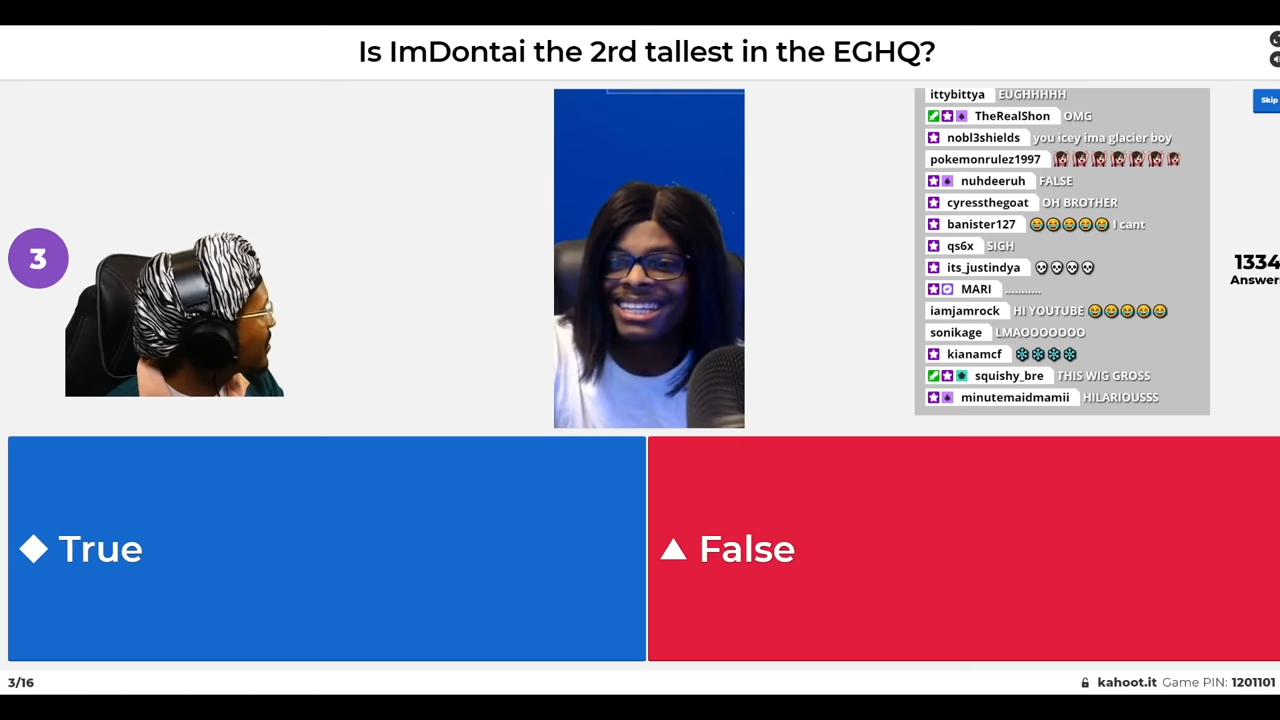 Is ImDontai the 2rd tallest in the EGHQ?
Skip
3
ittybittya EUGHHHHH
TheRealShon OMG
nobl3shields you icey ima glacier boy
pokemonrulez1997
nuhdeeruh FALSE
cyressthegoat OH BROTHER
banister127 😂😂😂😂😂 I cant
qs6x SIGH
its_justindya 💀💀💀💀
MARI ...........
iamjamrock HI YOUTUBE 😂😂😂😂😂
sonikage LMAOOOOOOO
kianamcf ❄❄❄❄
squishy_bre THIS WIG GROSS
minutemaidmamii HILARIOUSSS
1334
Answer
True
False
3/16
kahoot.it Game PIN: 1201101